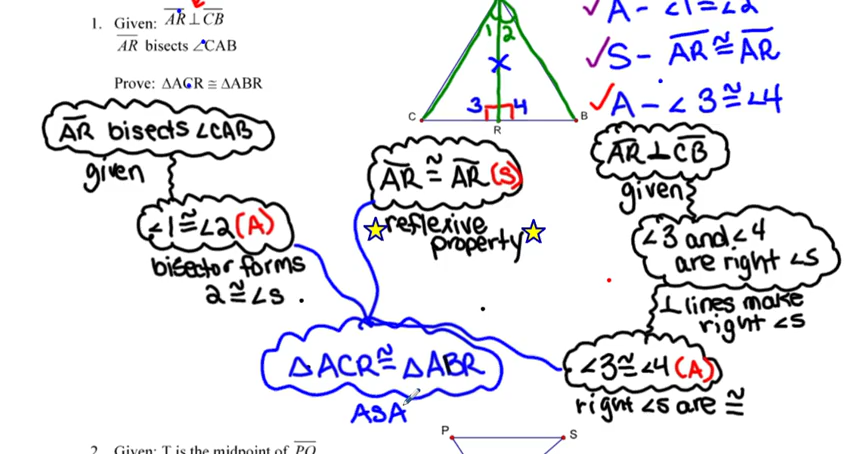 1. Given: AR ⊥ CB
AR bisects ∠CAB
Prove: ΔACR ≅ ΔABR
1 2
3 4
C R B
A - ∠1 ≅ ∠2
✓S - AR ≅ AR
✓A - ∠3 ≅ ∠4
AR bisects ∠CAB
given
∠1 ≅ ∠2 (A)
bisector forms
2 ≅ ∠s.
AR ≅ AR (S)
reflexive
property
AR ⊥ CB
given
∠3 and ∠4
are right ∠s
⊥ lines make
right ∠s
∠3 ≅ ∠4 (A)
right ∠s are ≅
ΔACR ≅ ΔABR
ASA
P S
2. Given: T is the midpoint of PQ